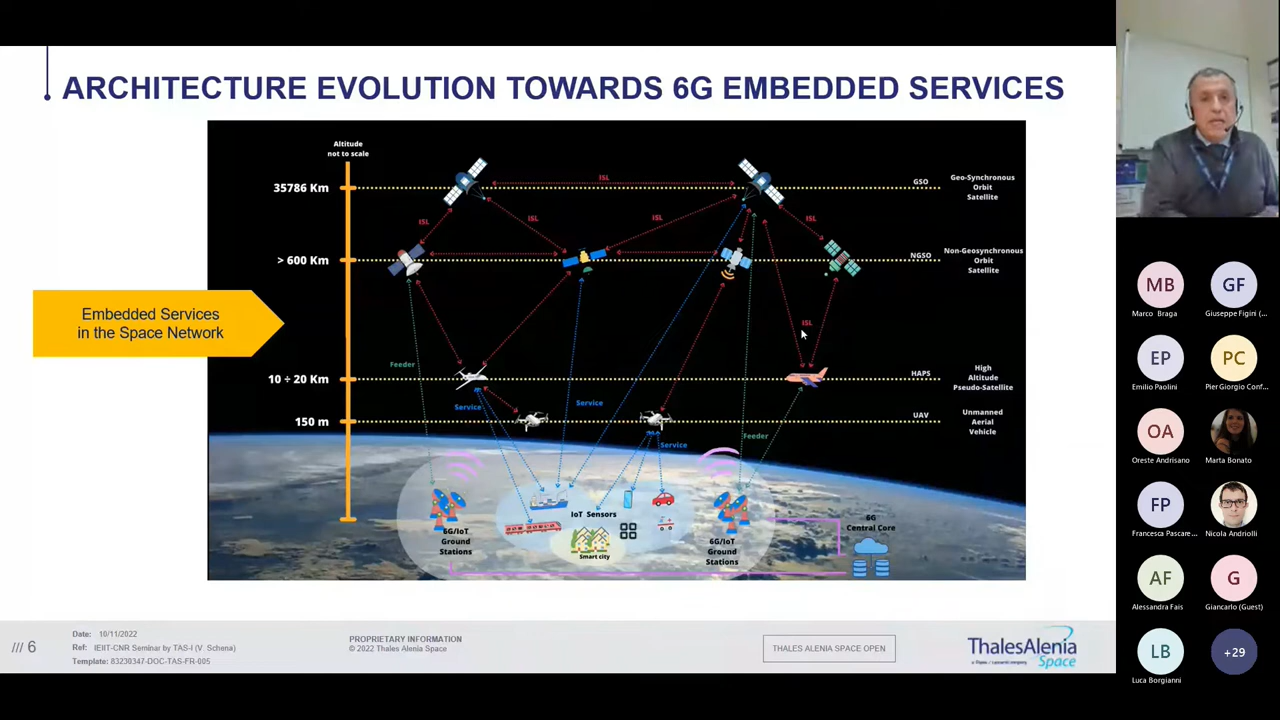 ARCHITECTURE EVOLUTION TOWARDS 6G EMBEDDED SERVICES
Altitude
not to scale
35786 Km
ISL
GSO
Geo-Synchronous
Orbit
Satellite
ISL
ISL
ISL
ISL
> 600 Km
NGSO
Non-Geosynchronous
Orbit
Satellite
Embedded Services
in the Space Network
ISL
Feeder
10 ÷ 20 Km
HAPS
High
Altitude
Pseudo-Satellite
Service
Service
150 m
UAV
Unmanned
Aerial
Vehicle
Service
Feeder
IoT Sensors
Smart city
6G/IoT
Ground
Stations
6G/IoT
Ground
Stations
6G
Central Core
/// 6
Date: 10/11/2022
Ref: IEIIT-CNR Seminar by TAS-I (V. Schena)
Template: 83230347-DOC-TAS-FR-005
PROPRIETARY INFORMATION
© 2022 Thales Alenia Space
THALES ALENIA SPACE OPEN
ThalesAlenia
Space
MB
Marco Braga
GF
Giuseppe Figini (...
EP
Emilio Paolini
PC
Pier Giorgio Conf...
OA
Oreste Andrisano
Marta Bonato
FP
Francesca Pascare...
Nicola Andriolli
AF
Alessandra Fais
G
Giancarlo (Guest)
LB
Luca Borgianni
+29